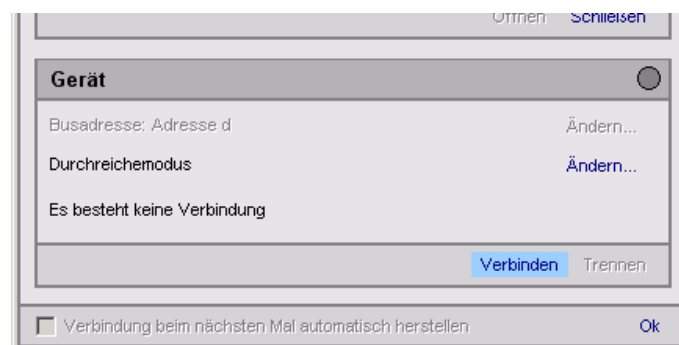 Öffnen Schließen
Gerät
Busadresse: Adresse d Ändern...
Durchreichemodus Ändern...
Es besteht keine Verbindung
Verbinden Trennen
Verbindung beim nächsten Mal automatisch herstellen Ok